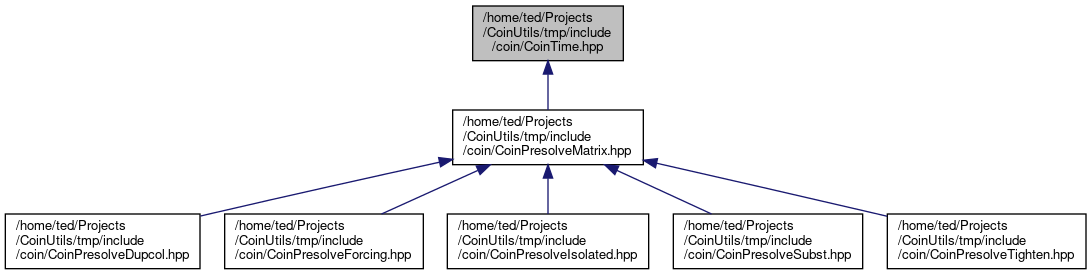 /home/ted/Projects
/CoinUtils/tmp/include
/coin/CoinTime.hpp
/home/ted/Projects
/CoinUtils/tmp/include
/coin/CoinPresolveMatrix.hpp
/home/ted/Projects
/CoinUtils/tmp/include
/coin/CoinPresolveDupcol.hpp
/home/ted/Projects
/CoinUtils/tmp/include
/coin/CoinPresolveForcing.hpp
/home/ted/Projects
/CoinUtils/tmp/include
/coin/CoinPresolveIsolated.hpp
/home/ted/Projects
/CoinUtils/tmp/include
/coin/CoinPresolveSubst.hpp
/home/ted/Projects
/CoinUtils/tmp/include
/coin/CoinPresolveTighten.hpp